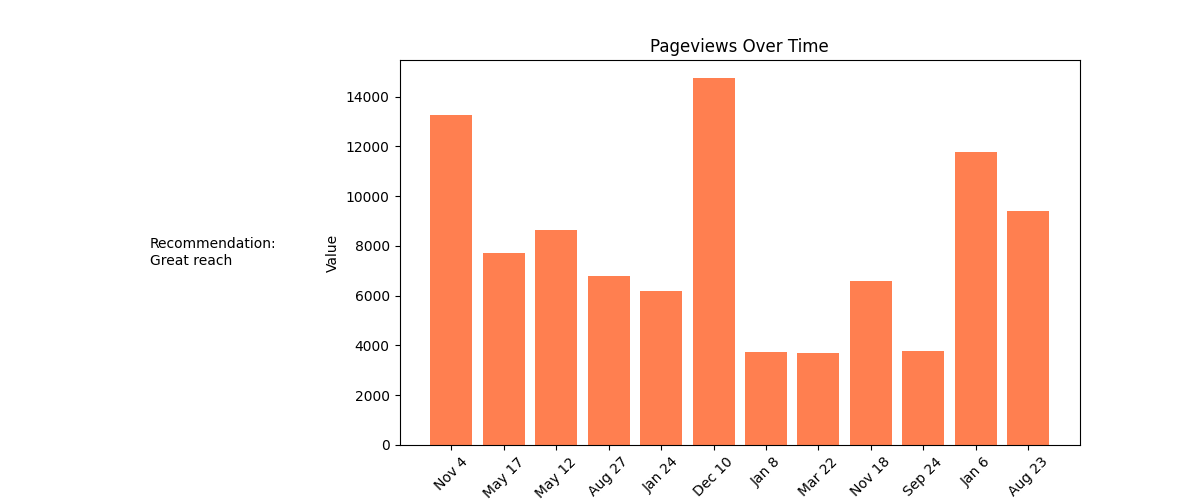 Pageviews Over Time
Recommendation:
Great reach
Value
14000
12000
10000
8000
6000
4000
2000
0
Nov 4
May 17
May 12
Aug 27
Jan 24
Dec 10
Jan 8
Mar 22
Nov 18
Sep 24
Jan 6
Aug 23